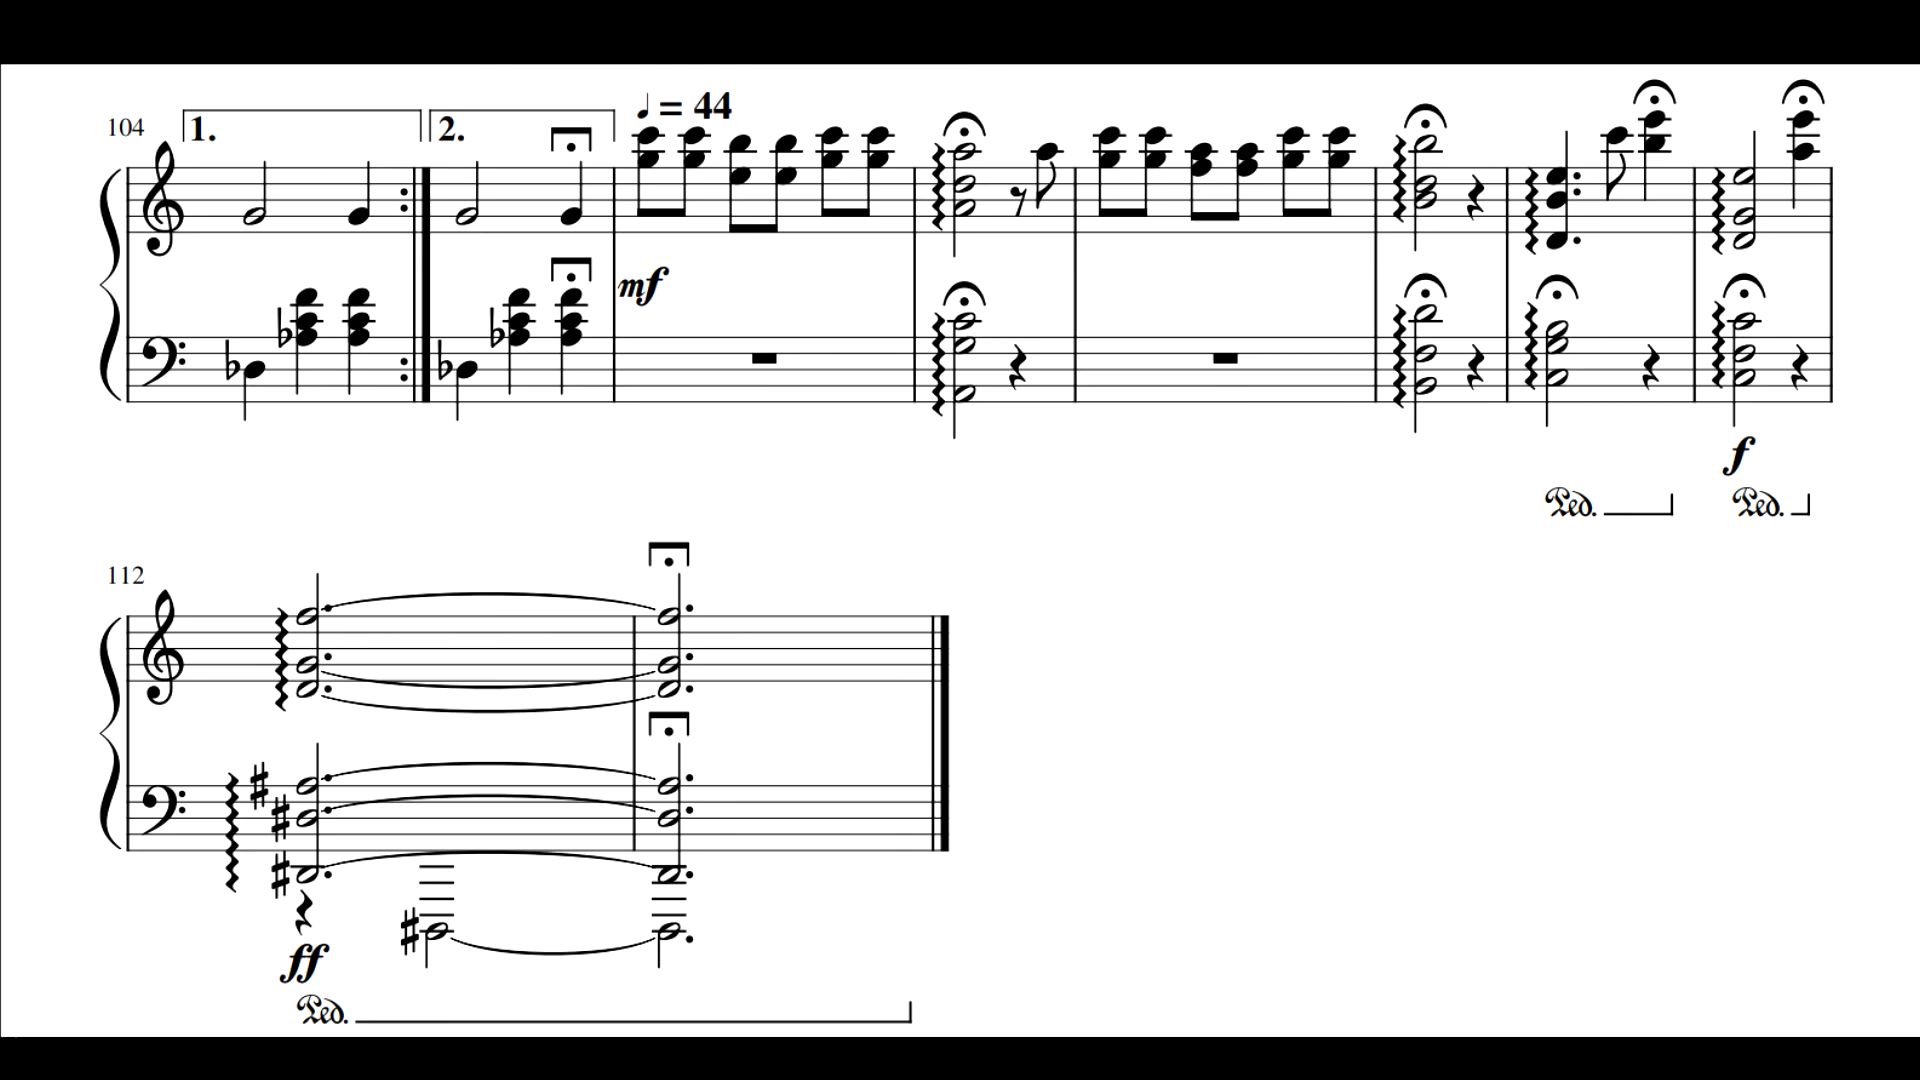 104
1.
2.
♩ = 44
mf
f
Ped.
Ped.
112
ff
Ped.